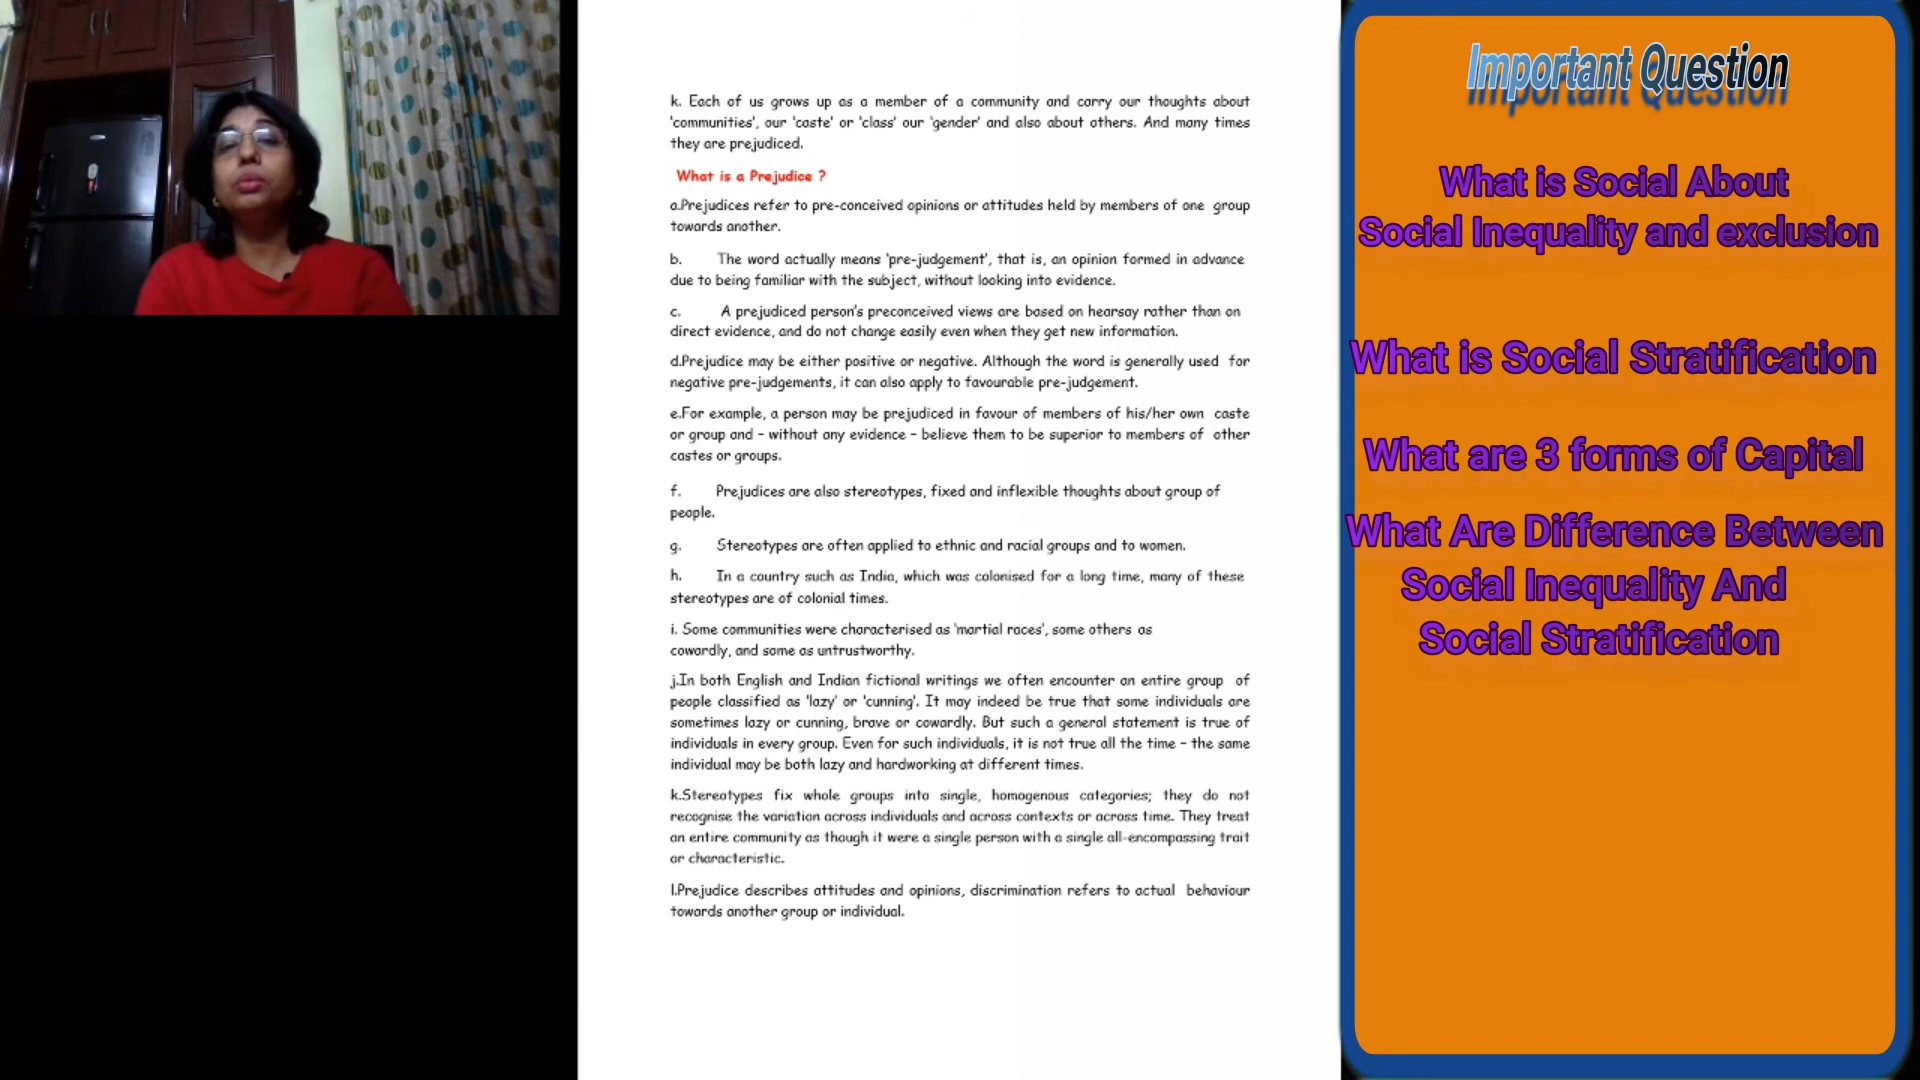 k. Each of us grows up as a member of a community and carry our thoughts about
'communities', our 'caste' or 'class' our 'gender' and also about others. And many times
they are prejudiced.
What is a Prejudice ?
a.Prejudices refer to pre-conceived opinions or attitudes held by members of one group
towards another.
b. The word actually means 'pre-judgement', that is, an opinion formed in advance
due to being familiar with the subject, without looking into evidence.
c. A prejudiced person's preconceived views are based on hearsay rather than on
direct evidence, and do not change easily even when they get new information.
d.Prejudice may be either positive or negative. Although the word is generally used for
negative pre-judgements, it can also apply to favourable pre-judgement.
e.For example, a person may be prejudiced in favour of members of his/her own caste
or group and – without any evidence – believe them to be superior to members of other
castes or groups.
f. Prejudices are also stereotypes, fixed and inflexible thoughts about group of
people.
g. Stereotypes are often applied to ethnic and racial groups and to women.
h. In a country such as India, which was colonised for a long time, many of these
stereotypes are of colonial times.
i. Some communities were characterised as 'martial races', some others as
cowardly, and some as untrustworthy.
j.In both English and Indian fictional writings we often encounter an entire group of
people classified as 'lazy' or 'cunning'. It may indeed be true that some individuals are
sometimes lazy or cunning, brave or cowardly. But such a general statement is true of
individuals in every group. Even for such individuals, it is not true all the time – the same
individual may be both lazy and hardworking at different times.
k.Stereotypes fix whole groups into single, homogenous categories; they do not
recognise the variation across individuals and across contexts or across time. They treat
an entire community as though it were a single person with a single all-encompassing trait
or characteristic.
l.Prejudice describes attitudes and opinions, discrimination refers to actual behaviour
towards another group or individual.
Important Question
What is Social About
Social Inequality and exclusion
What is Social Stratification
What are 3 forms of Capital
What Are Difference Between
Social Inequality And
Social Stratification